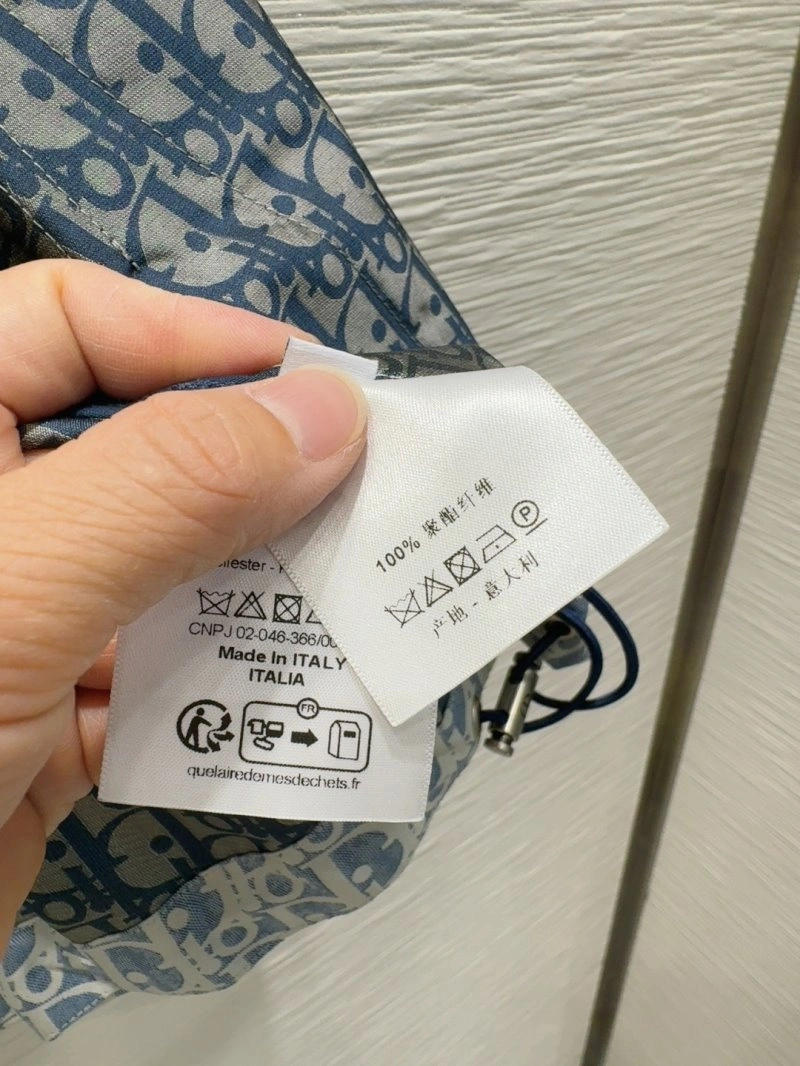 100% 聚酯纤维
P
产地 - 意大利
CNPJ 02-046-366/00
Made In ITALY
ITALIA
FR
quelairedemesdechets.fr